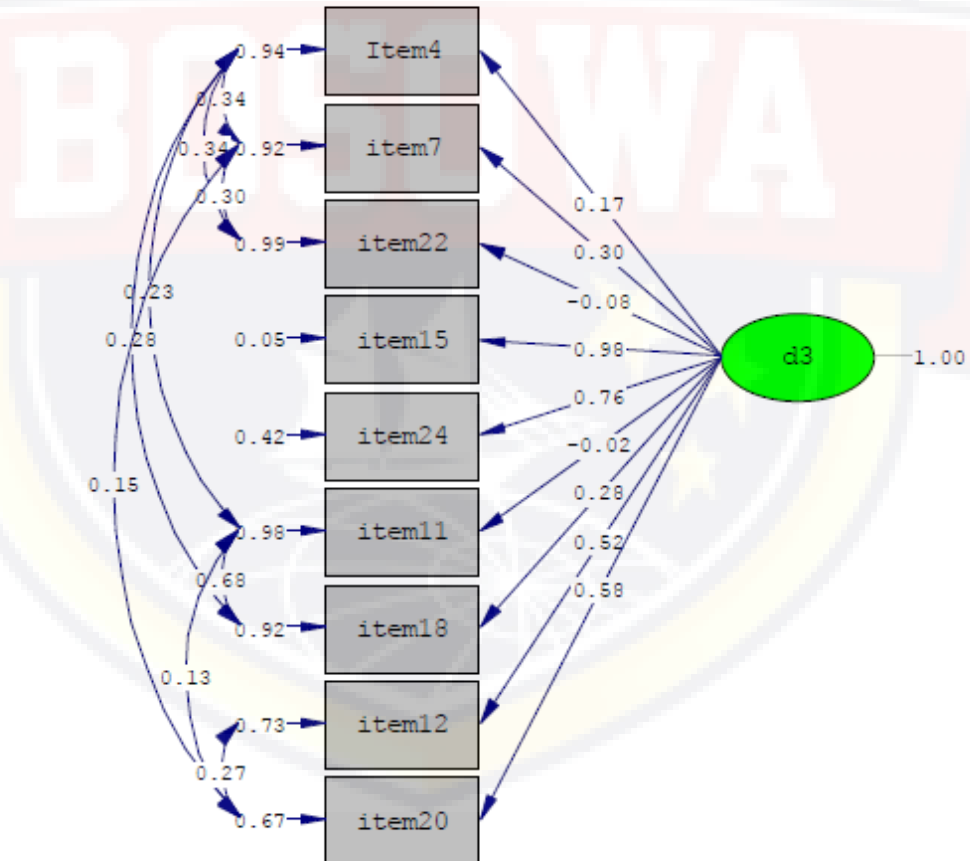 BOSOWA
0.94 Item4
0.34
0.34 0.92 item7
0.17
0.30
0.30
0.99 item22
0.23
-0.08
0.28 0.05 item15
0.98
d3 1.00
0.76
0.42 item24
-0.02
0.15
0.28
0.98 item11
0.52
0.68
0.58
0.92 item18
0.13
0.73 item12
0.27
0.67 item20